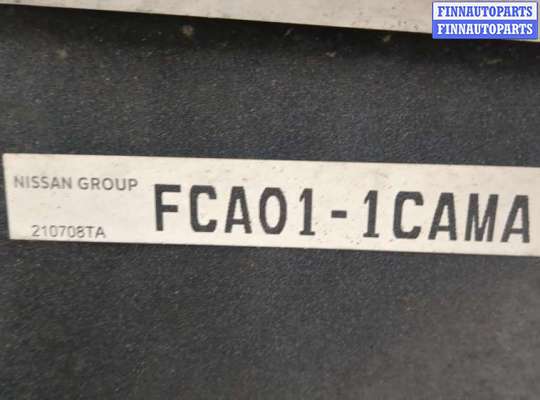 FINNAUTOPARTS
FINNAUTOPARTS
NISSAN GROUP
FCA01-1CAMA
210708TA